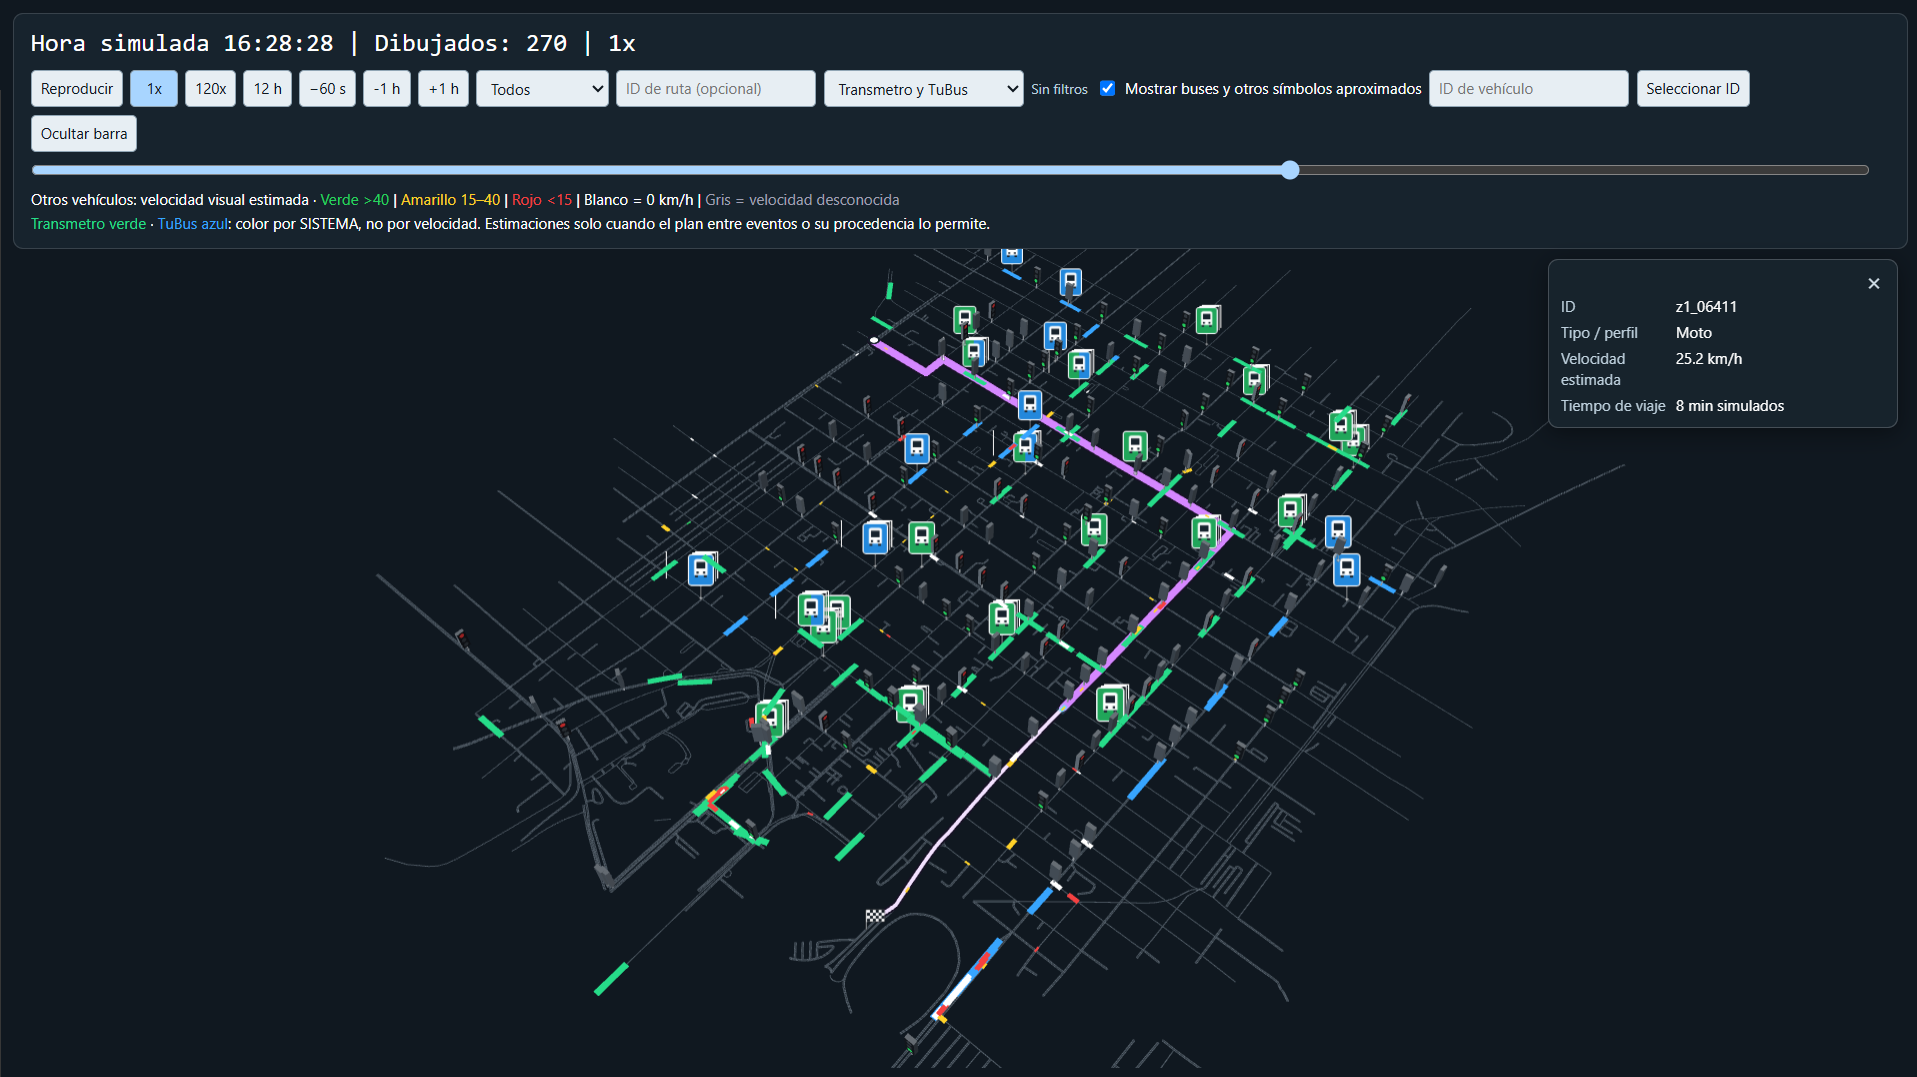 Hora simulada 16:28:28 | Dibujados: 270 | 1x
Reproducir 1x 120x 12 h −60 s -1 h +1 h Todos ID de ruta (opcional) Transmetro y TuBus Sin filtros Mostrar buses y otros símbolos aproximados ID de vehículo Seleccionar ID
Ocultar barra
Otros vehículos: velocidad visual estimada · Verde >40 | Amarillo 15–40 | Rojo <15 | Blanco = 0 km/h | Gris = velocidad desconocida
Transmetro verde · TuBus azul: color por SISTEMA, no por velocidad. Estimaciones solo cuando el plan entre eventos o su procedencia lo permite.
×
ID z1_06411
Tipo / perfil Moto
Velocidad estimada 25.2 km/h
Tiempo de viaje 8 min simulados